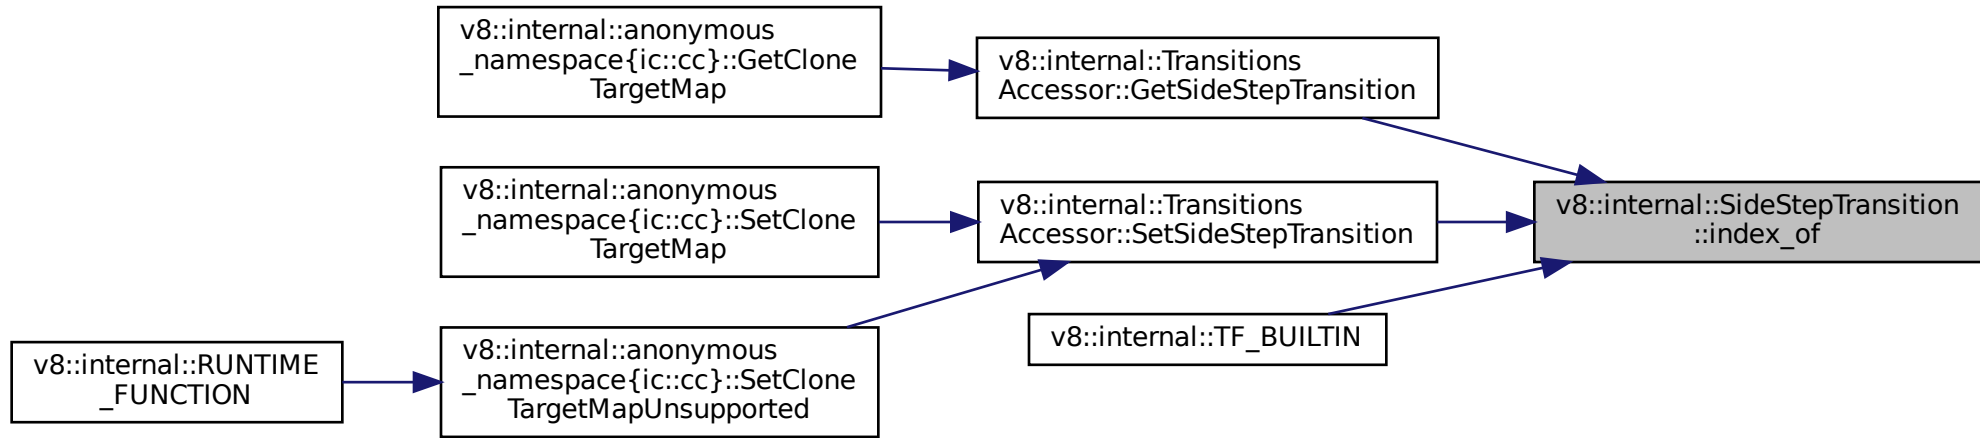 v8::internal::anonymous
_namespace{ic::cc}::GetClone
TargetMap
v8::internal::Transitions
Accessor::GetSideStepTransition
v8::internal::anonymous
_namespace{ic::cc}::SetClone
TargetMap
v8::internal::Transitions
Accessor::SetSideStepTransition
v8::internal::SideStepTransition
::index_of
v8::internal::TF_BUILTIN
v8::internal::RUNTIME
_FUNCTION
v8::internal::anonymous
_namespace{ic::cc}::SetClone
TargetMapUnsupported